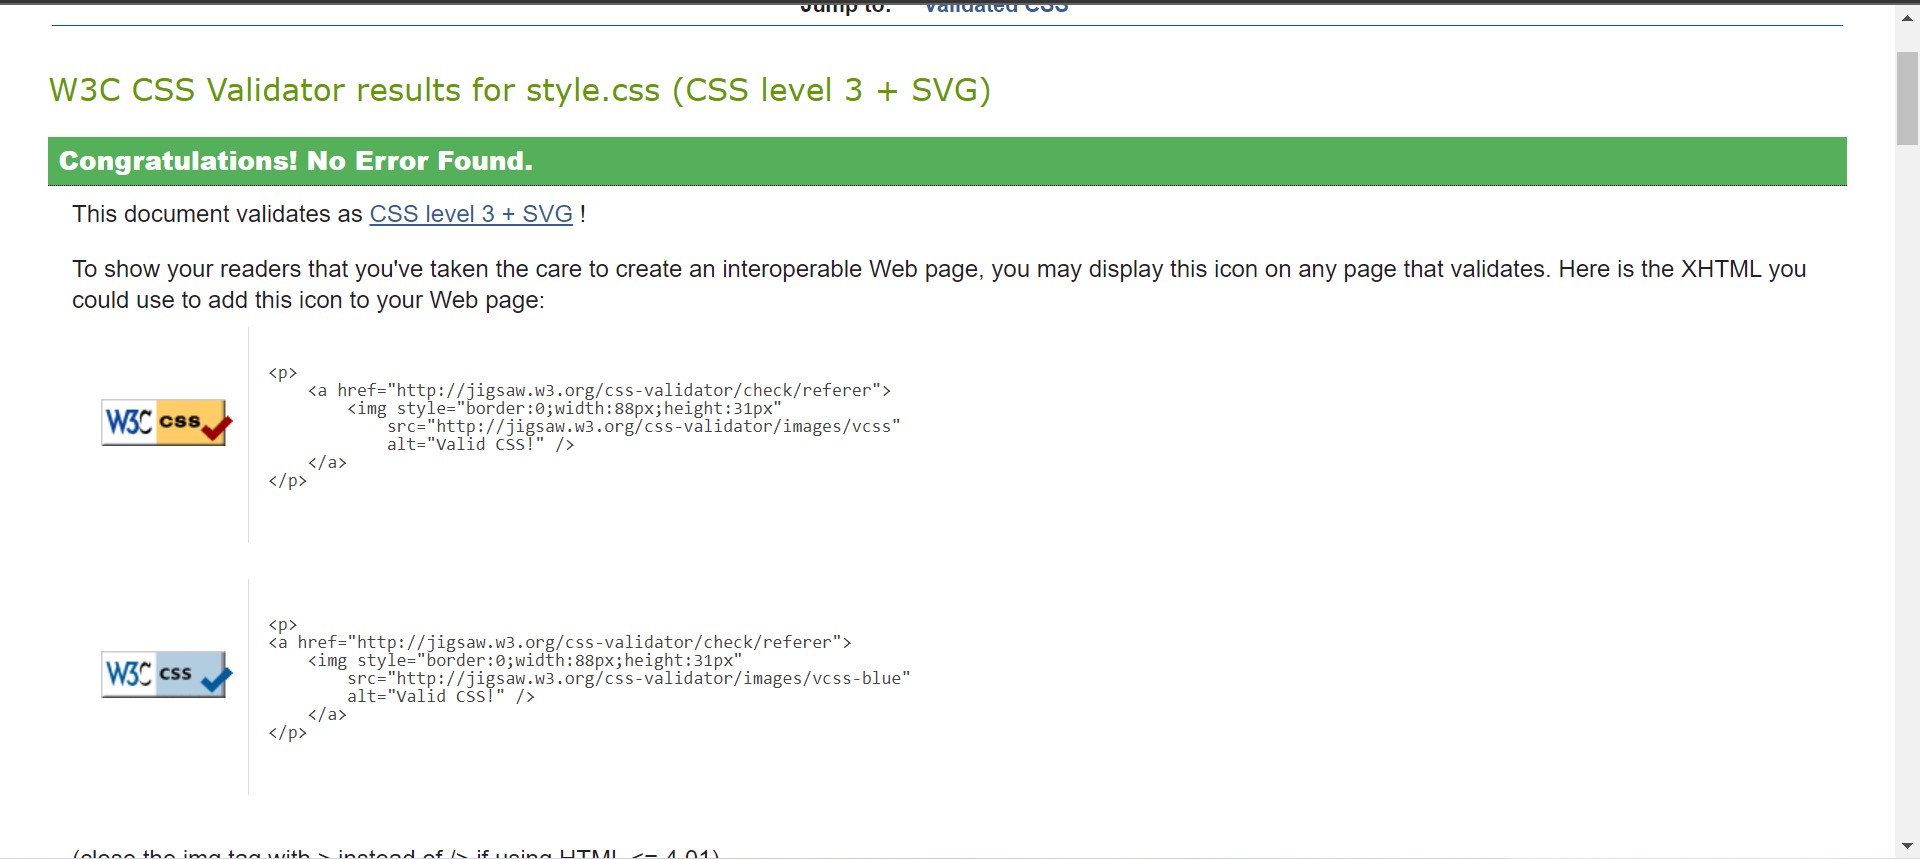 Jump to: Validated CSS
W3C CSS Validator results for style.css (CSS level 3 + SVG)
Congratulations! No Error Found.
This document validates as CSS level 3 + SVG !
To show your readers that you've taken the care to create an interoperable Web page, you may display this icon on any page that validates. Here is the XHTML you
could use to add this icon to your Web page:
W3C css
<p>
<a href="http://jigsaw.w3.org/css-validator/check/referer">
<img style="border:0;width:88px;height:31px"
src="http://jigsaw.w3.org/css-validator/images/vcss"
alt="Valid CSS!" />
</a>
</p>
W3C css
<p>
<a href="http://jigsaw.w3.org/css-validator/check/referer">
<img style="border:0;width:88px;height:31px"
src="http://jigsaw.w3.org/css-validator/images/vcss-blue"
alt="Valid CSS!" />
</a>
</p>
(close the img tag with > instead of /> if using HTML <= 4.01)